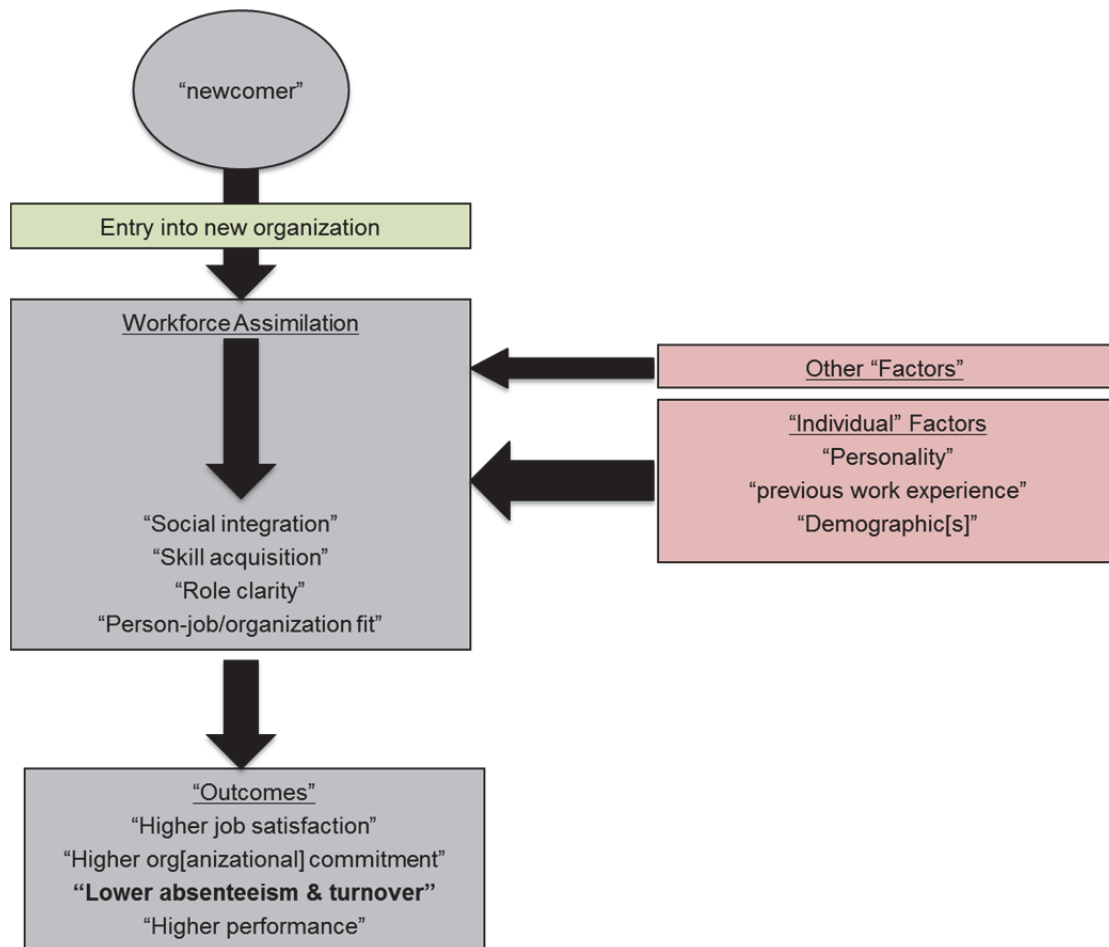 “newcomer”
Entry into new organization
Workforce Assimilation
“Social integration”
“Skill acquisition”
“Role clarity”
“Person-job/organization fit”
Other “Factors”
“Individual” Factors
“Personality”
“previous work experience”
“Demographic[s]”
“Outcomes”
“Higher job satisfaction”
“Higher org[anizational] commitment”
“Lower absenteeism & turnover”
“Higher performance”